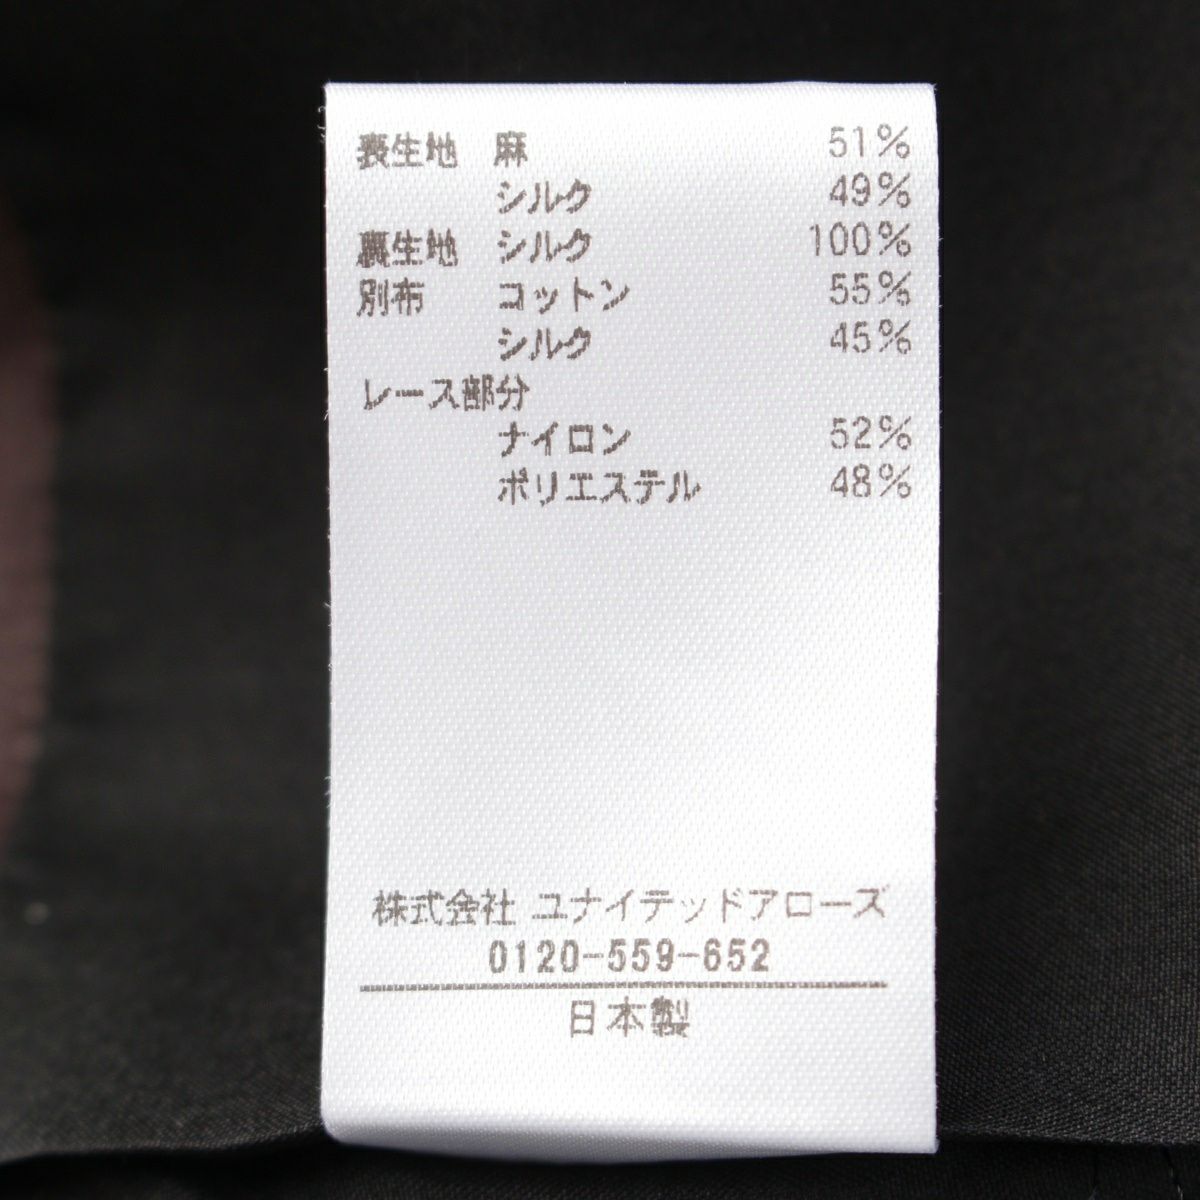 表生地 麻 51%
シルク 49%
裏生地 シルク 100%
別布 コットン 55%
シルク 45%
レース部分
ナイロン 52%
ポリエステル 48%
株式会社 ユナイテッドアローズ
0120-559-652
日本製